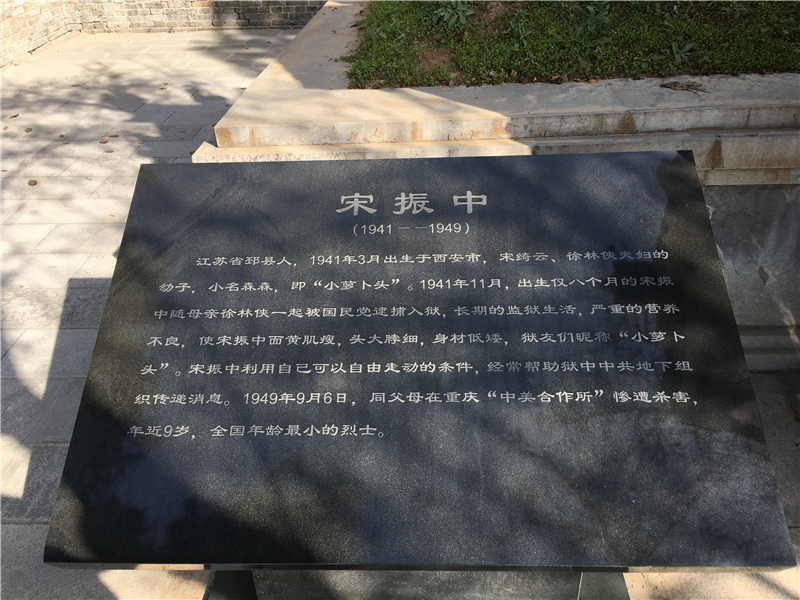 宋振中
(1941－－1949)
江苏省邳县人，1941年3月出生于西安市，宋绮云、徐林侠夫妇的
幼子，小名森森，即“小萝卜头”。1941年11月，出生仅八个月的宋振
中随母亲徐林侠一起被国民党逮捕入狱，长期的监狱生活，严重的营养
不良，使宋振中面黄肌瘦，头大脖细，身材低矮，狱友们昵称“小萝卜
头”。宋振中利用自己可以自由走动的条件，经常帮助狱中中共地下组
织传递消息。1949年9月6日，同父母在重庆“中美合作所”惨遭杀害，
年近9岁，全国年龄最小的烈士。